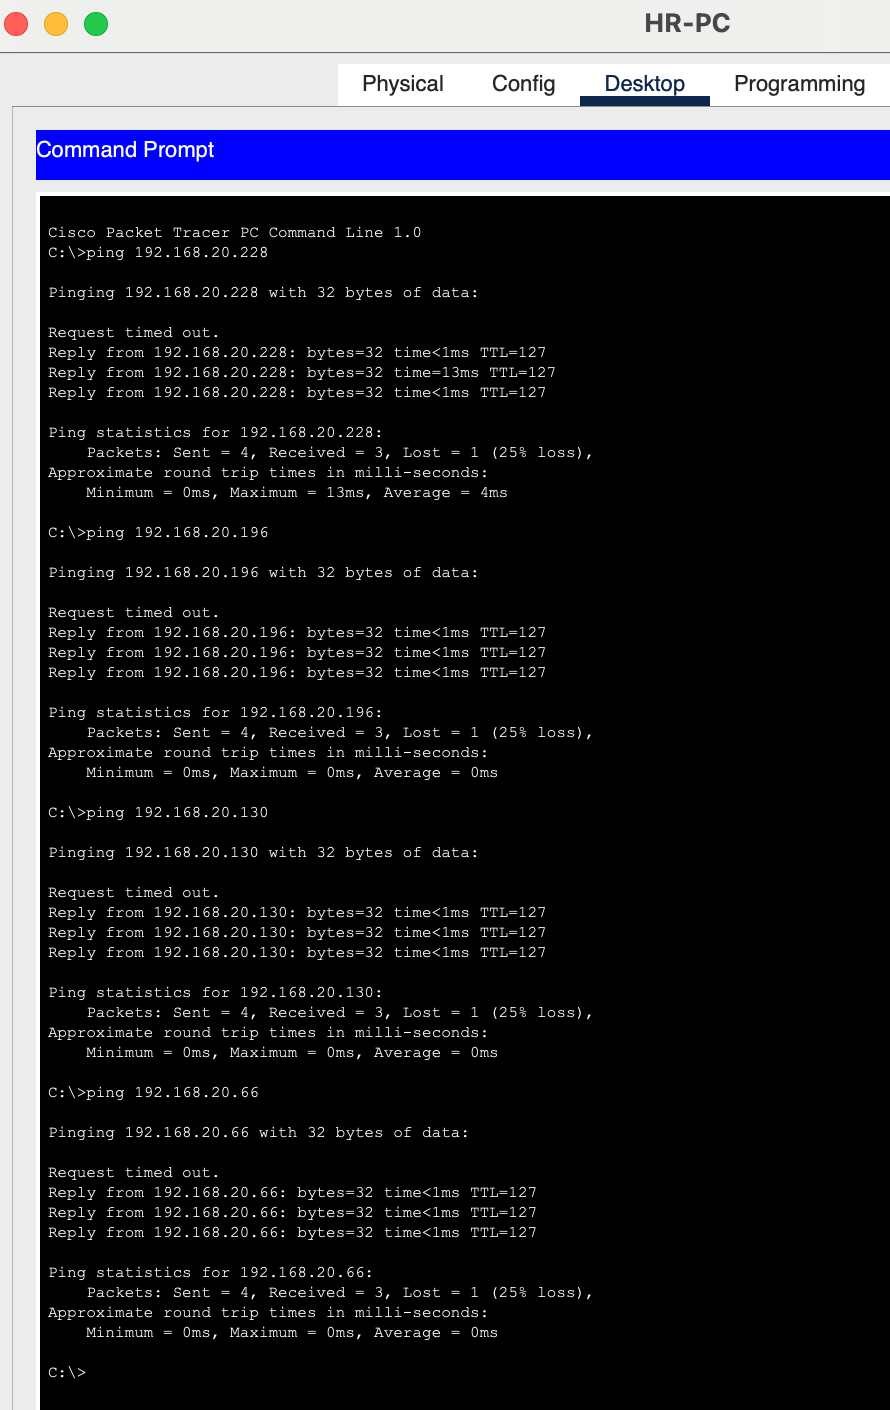 HR-PC
Physical Config Desktop Programming
Command Prompt
Cisco Packet Tracer PC Command Line 1.0
C:\>ping 192.168.20.228
Pinging 192.168.20.228 with 32 bytes of data:
Request timed out.
Reply from 192.168.20.228: bytes=32 time<1ms TTL=127
Reply from 192.168.20.228: bytes=32 time=13ms TTL=127
Reply from 192.168.20.228: bytes=32 time<1ms TTL=127
Ping statistics for 192.168.20.228:
    Packets: Sent = 4, Received = 3, Lost = 1 (25% loss),
Approximate round trip times in milli-seconds:
    Minimum = 0ms, Maximum = 13ms, Average = 4ms
C:\>ping 192.168.20.196
Pinging 192.168.20.196 with 32 bytes of data:
Request timed out.
Reply from 192.168.20.196: bytes=32 time<1ms TTL=127
Reply from 192.168.20.196: bytes=32 time<1ms TTL=127
Reply from 192.168.20.196: bytes=32 time<1ms TTL=127
Ping statistics for 192.168.20.196:
    Packets: Sent = 4, Received = 3, Lost = 1 (25% loss),
Approximate round trip times in milli-seconds:
    Minimum = 0ms, Maximum = 0ms, Average = 0ms
C:\>ping 192.168.20.130
Pinging 192.168.20.130 with 32 bytes of data:
Request timed out.
Reply from 192.168.20.130: bytes=32 time<1ms TTL=127
Reply from 192.168.20.130: bytes=32 time<1ms TTL=127
Reply from 192.168.20.130: bytes=32 time<1ms TTL=127
Ping statistics for 192.168.20.130:
    Packets: Sent = 4, Received = 3, Lost = 1 (25% loss),
Approximate round trip times in milli-seconds:
    Minimum = 0ms, Maximum = 0ms, Average = 0ms
C:\>ping 192.168.20.66
Pinging 192.168.20.66 with 32 bytes of data:
Request timed out.
Reply from 192.168.20.66: bytes=32 time<1ms TTL=127
Reply from 192.168.20.66: bytes=32 time<1ms TTL=127
Reply from 192.168.20.66: bytes=32 time<1ms TTL=127
Ping statistics for 192.168.20.66:
    Packets: Sent = 4, Received = 3, Lost = 1 (25% loss),
Approximate round trip times in milli-seconds:
    Minimum = 0ms, Maximum = 0ms, Average = 0ms
C:\>